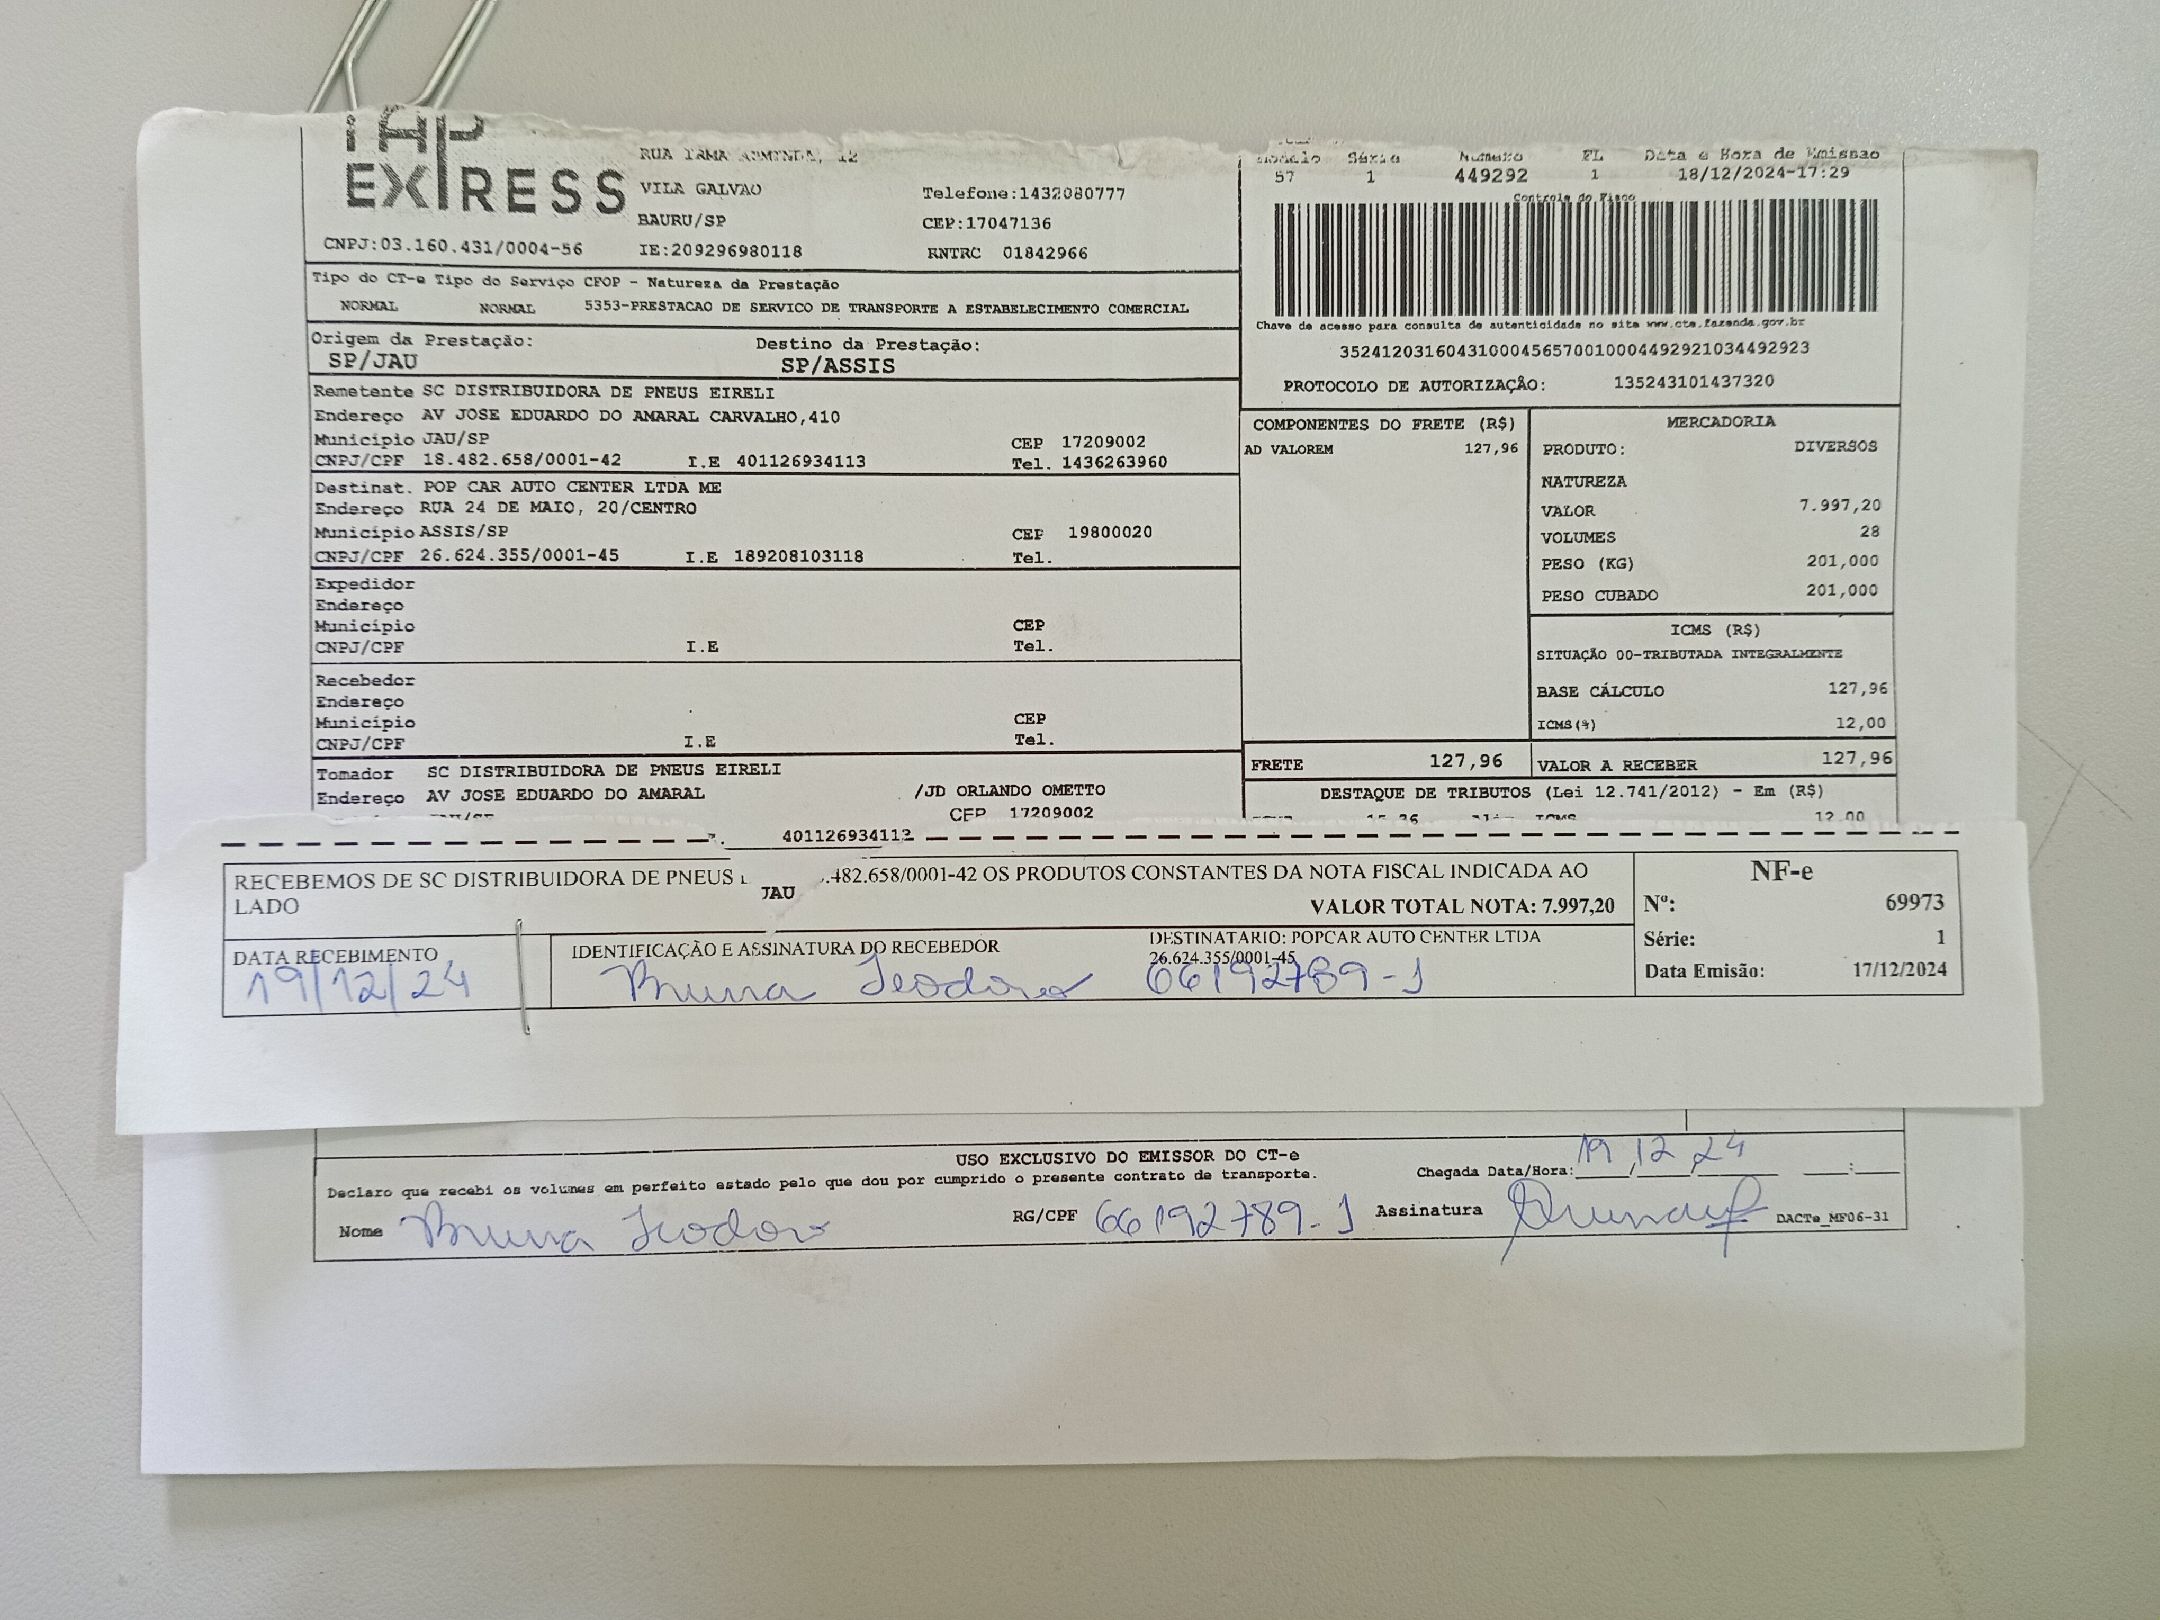 EXPRESS
RUA IRMA ARMINDA, 12
VILA GALVAO Telefone:1432080777
BAURU/SP CEP:17047136
CNPJ:03.160.431/0004-56 IE:209296980118 RNTRC 01842966
Modelo Série Numero FL Data e Hora de Emissao
57 1 449292 1 18/12/2024-17:29
Controle do Fisco
Tipo do CT-e Tipo do Serviço CFOP - Natureza da Prestação
NORMAL NORMAL 5353-PRESTACAO DE SERVICO DE TRANSPORTE A ESTABELECIMENTO COMERCIAL
Chave de acesso para consulta de autenticidade no site www.cte.fazenda.gov.br
35241203160431000456570010004492921034492923
PROTOCOLO DE AUTORIZAÇÃO: 135243101437320
Origem da Prestação: Destino da Prestação:
SP/JAU SP/ASSIS
Remetente SC DISTRIBUIDORA DE PNEUS EIRELI
Endereço AV JOSE EDUARDO DO AMARAL CARVALHO,410
Município JAU/SP CEP 17209002
CNPJ/CPF 18.482.658/0001-42 I.E 401126934113 Tel. 1436263960
Destinat. POP CAR AUTO CENTER LTDA ME
Endereço RUA 24 DE MAIO, 20/CENTRO
Município ASSIS/SP CEP 19800020
CNPJ/CPF 26.624.355/0001-45 I.E 189208103118 Tel.
Expedidor
Endereço
Município CEP
CNPJ/CPF I.E Tel.
Recebedor
Endereço
Município CEP
CNPJ/CPF I.E Tel.
Tomador SC DISTRIBUIDORA DE PNEUS EIRELI
Endereço AV JOSE EDUARDO DO AMARAL /JD ORLANDO OMETTO
CEP 17209002
401126934113
JAU
COMPONENTES DO FRETE (R$)
AD VALOREM 127,96
MERCADORIA
PRODUTO: DIVERSOS
NATUREZA
VALOR 7.997,20
VOLUMES 28
PESO (KG) 201,000
PESO CUBADO 201,000
ICMS (R$)
SITUAÇÃO 00-TRIBUTADA INTEGRALMENTE
BASE CÁLCULO 127,96
ICMS(%) 12,00
FRETE 127,96 VALOR A RECEBER 127,96
DESTAQUE DE TRIBUTOS (Lei 12.741/2012) - Em (R$)
12,00
RECEBEMOS DE SC DISTRIBUIDORA DE PNEUS .482.658/0001-42 OS PRODUTOS CONSTANTES DA NOTA FISCAL INDICADA AO
LADO
VALOR TOTAL NOTA: 7.997,20
DATA RECEBIMENTO
19/12/24
IDENTIFICAÇÃO E ASSINATURA DO RECEBEDOR
DESTINATARIO: POPCAR AUTO CENTER LTDA
26.624.355/0001-45
Bruna Teodoro 66192789-1
NF-e
Nº: 69973
Série: 1
Data Emisão: 17/12/2024
USO EXCLUSIVO DO EMISSOR DO CT-e
Declaro que recebi os volumes em perfeito estado pelo que dou por cumprido o presente contrato de transporte.
Chegada Data/Hora: 19/12/24 :
Nome Bruna Teodoro RG/CPF 66192789-1 Assinatura
DACTe_MF06-31